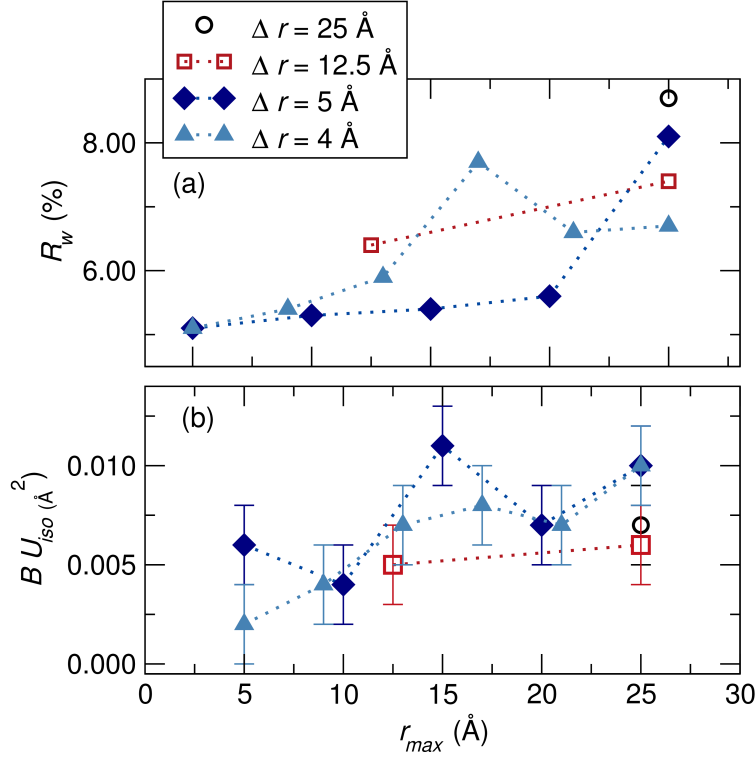 Δ r = 25 Å
Δ r = 12.5 Å
Δ r = 5 Å
Δ r = 4 Å
(a)
8.00
6.00
R_w (%)
(b)
0.010
0.005
0.000
B U_iso (Å^2)
0 5 10 15 20 25 30
r_max (Å)